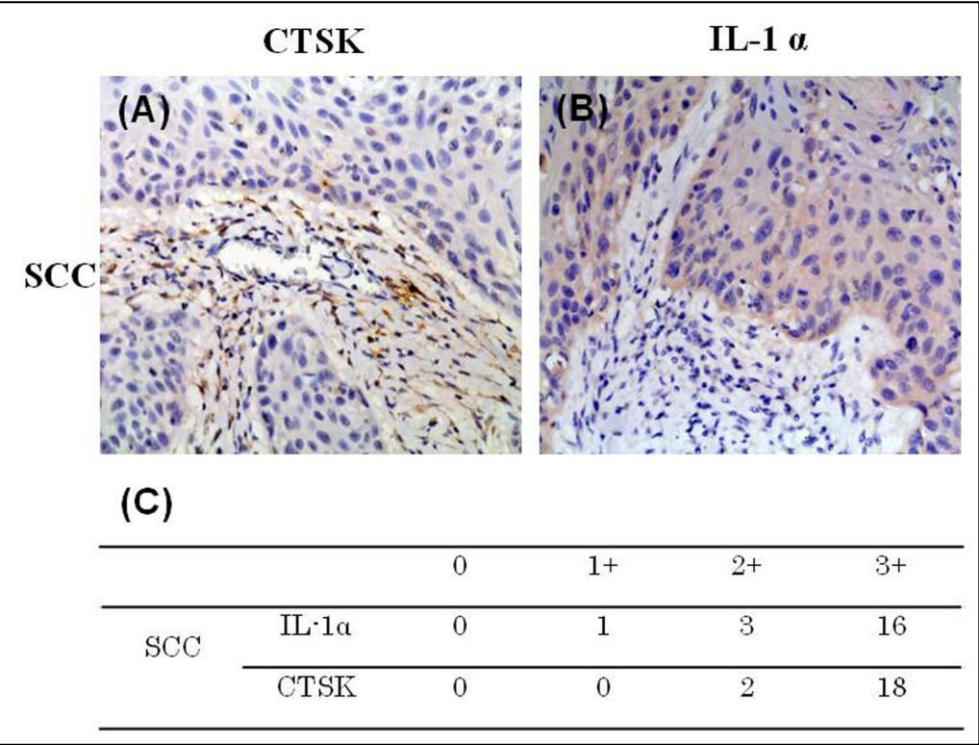 CTSK IL-1 α
(A) (B)
SCC
(C)
0 1+ 2+ 3+
IL-1α 0 1 3 16
SCC
CTSK 0 0 2 18